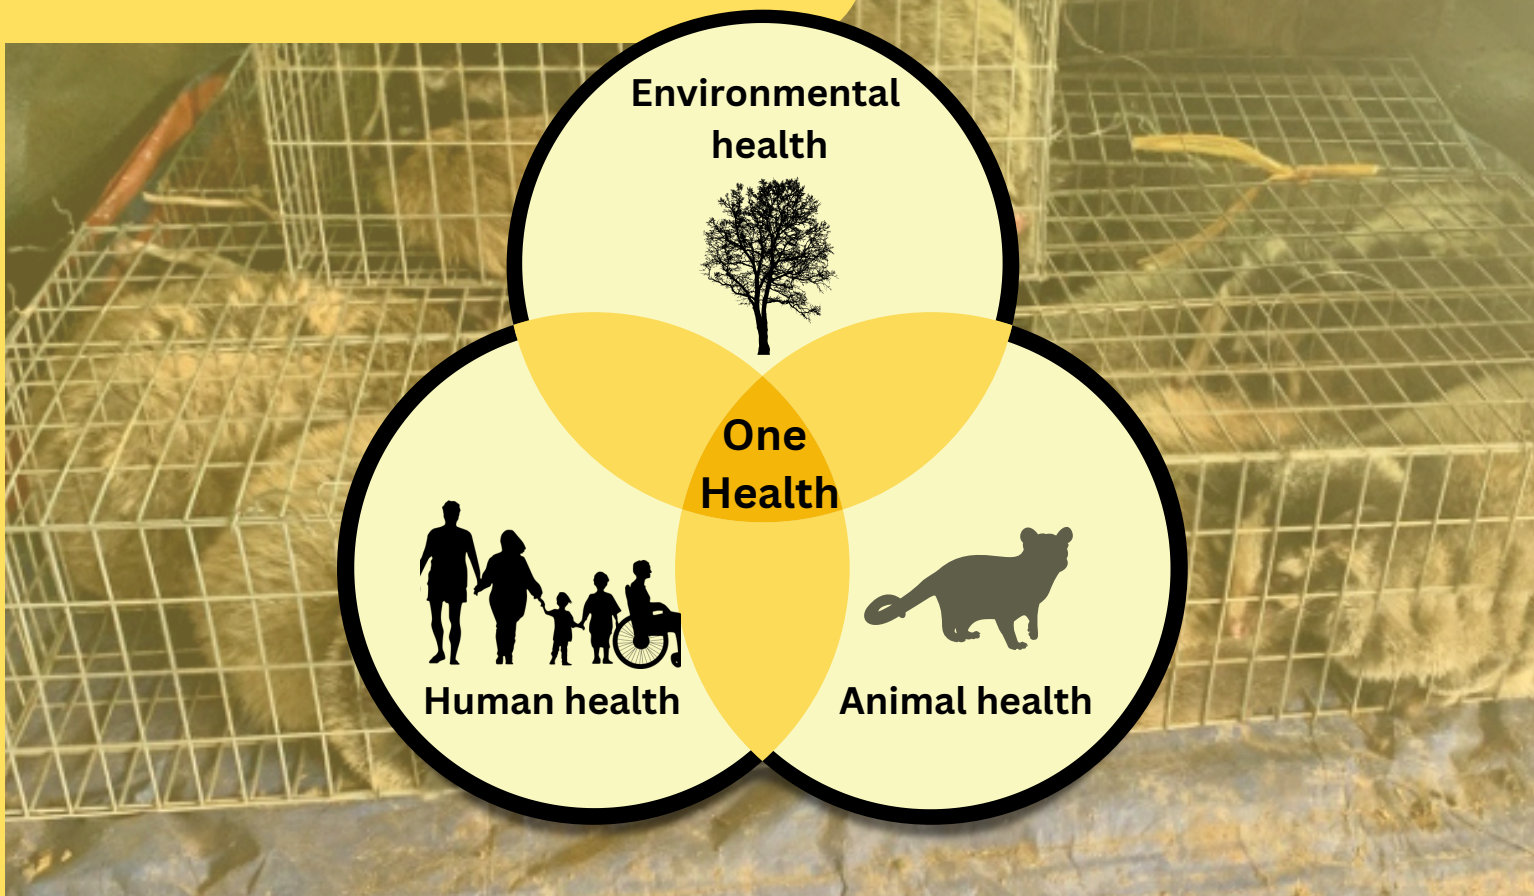 Environmental
health
One
Health
Human health
Animal health